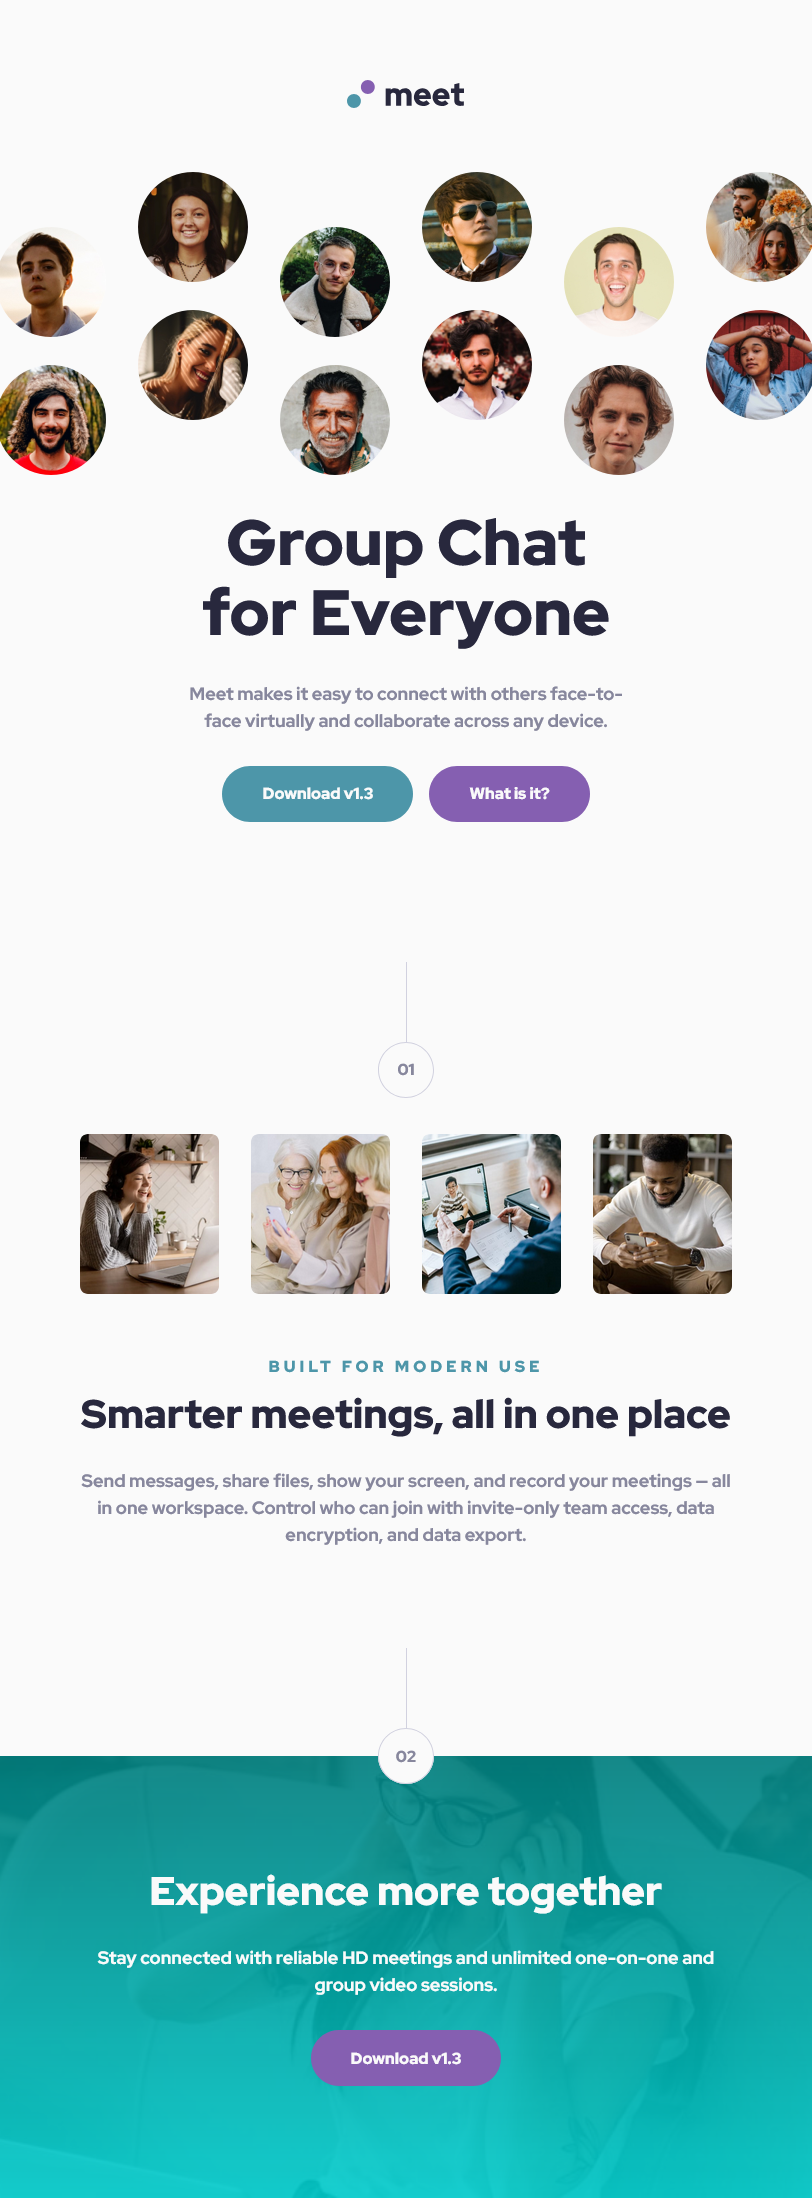 meet
Group Chat
for Everyone
Meet makes it easy to connect with others face-to-
face virtually and collaborate across any device.
Download v1.3
What is it?
01
BUILT FOR MODERN USE
Smarter meetings, all in one place
Send messages, share files, show your screen, and record your meetings — all
in one workspace. Control who can join with invite-only team access, data
encryption, and data export.
02
Experience more together
Stay connected with reliable HD meetings and unlimited one-on-one and
group video sessions.
Download v1.3